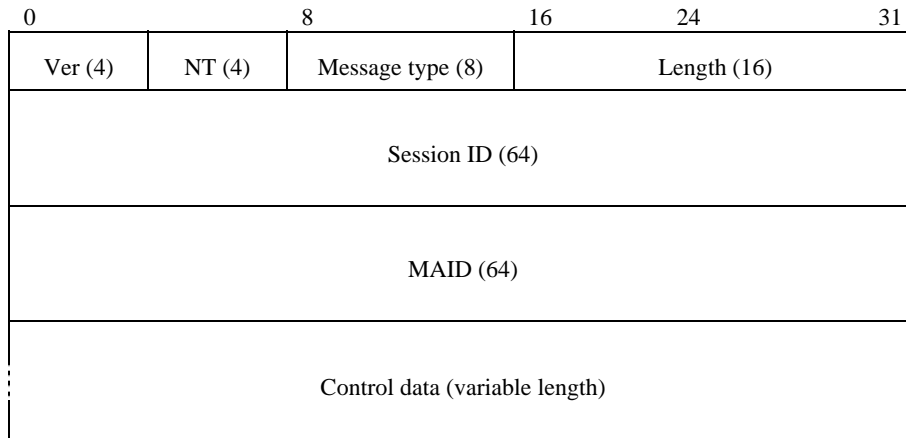 0 8 16 24 31
Ver (4) NT (4) Message type (8) Length (16)
Session ID (64)
MAID (64)
Control data (variable length)